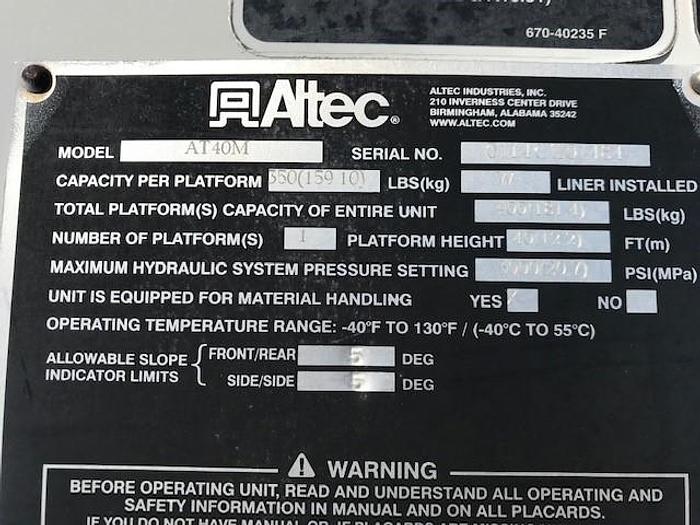 670-40235 F
Altec®
ALTEC INDUSTRIES, INC.
210 INVERNESS CENTER DRIVE
BIRMINGHAM, ALABAMA 35242
WWW.ALTEC.COM
MODEL AT40M SERIAL NO.
CAPACITY PER PLATFORM 350(159 10) LBS(kg) W LINER INSTALLED
TOTAL PLATFORM(S) CAPACITY OF ENTIRE UNIT LBS(kg)
NUMBER OF PLATFORM(S) 1 PLATFORM HEIGHT FT(m)
MAXIMUM HYDRAULIC SYSTEM PRESSURE SETTING PSI(MPa)
UNIT IS EQUIPPED FOR MATERIAL HANDLING YES NO
OPERATING TEMPERATURE RANGE: -40°F TO 130°F / (-40°C TO 55°C)
ALLOWABLE SLOPE INDICATOR LIMITS
FRONT/REAR 5 DEG
SIDE/SIDE 5 DEG
WARNING
BEFORE OPERATING UNIT, READ AND UNDERSTAND ALL OPERATING AND
SAFETY INFORMATION IN MANUAL AND ON ALL PLACARDS.